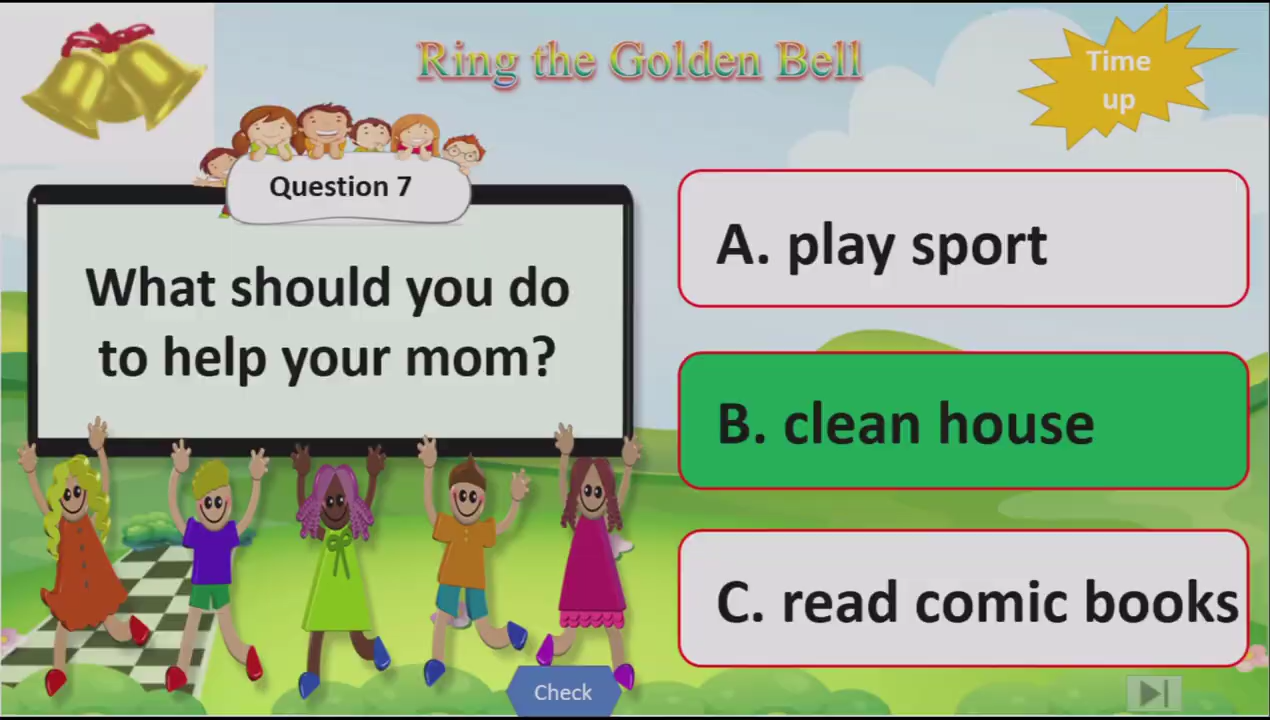 Ring the Golden Bell
Time
up
Question 7
What should you do
to help your mom?
A. play sport
B. clean house
C. read comic books
Check